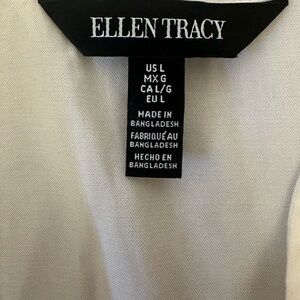 ELLEN TRACY
US L
MX G
CA L/G
EU L
MADE IN
BANGLADESH
FABRIQUÉ AU
BANGLADESH
HECHO EN
BANGLADESH